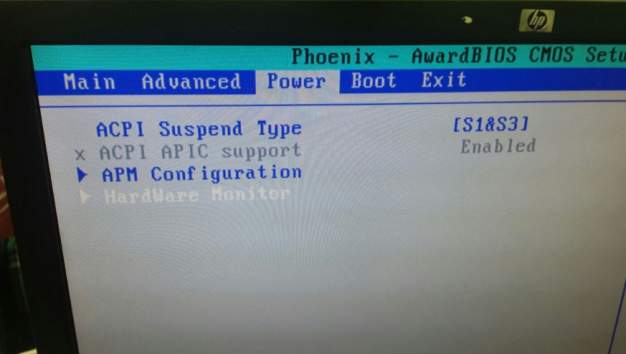 hp
Phoenix - AwardBIOS CMOS Setu
Main Advanced Power Boot Exit
ACPI Suspend Type [S1&S3]
x ACPI APIC support Enabled
▶ APM Configuration
▶ HardWare Monitor